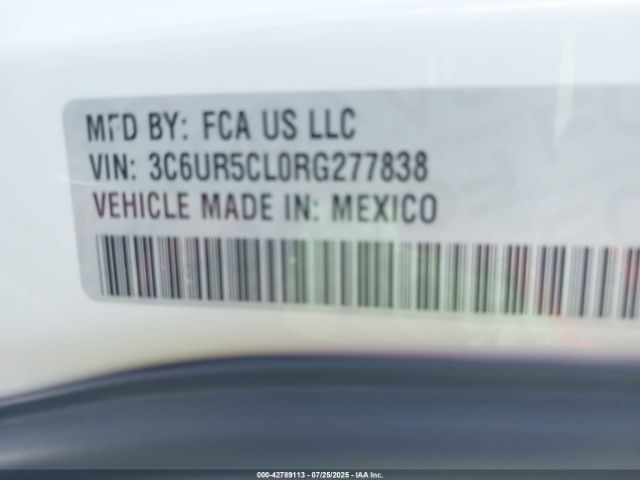 MFD BY: FCA US LLC
VIN: 3C6UR5CL0RG277838
VEHICLE MADE IN: MEXICO
000-42789113 - 07/25/2025 - IAA Inc.